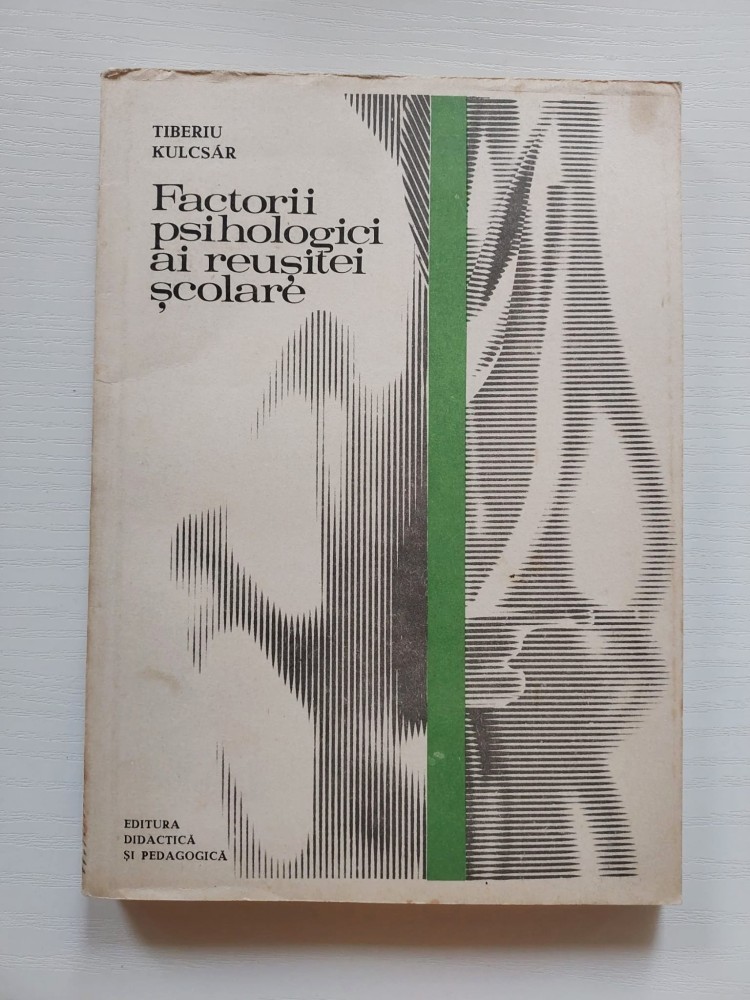 TIBERIU
KULCSÁR
Factorii
psihologici
ai reușitei
școlare
EDITURA
DIDACTICĂ
ȘI PEDAGOGICĂ